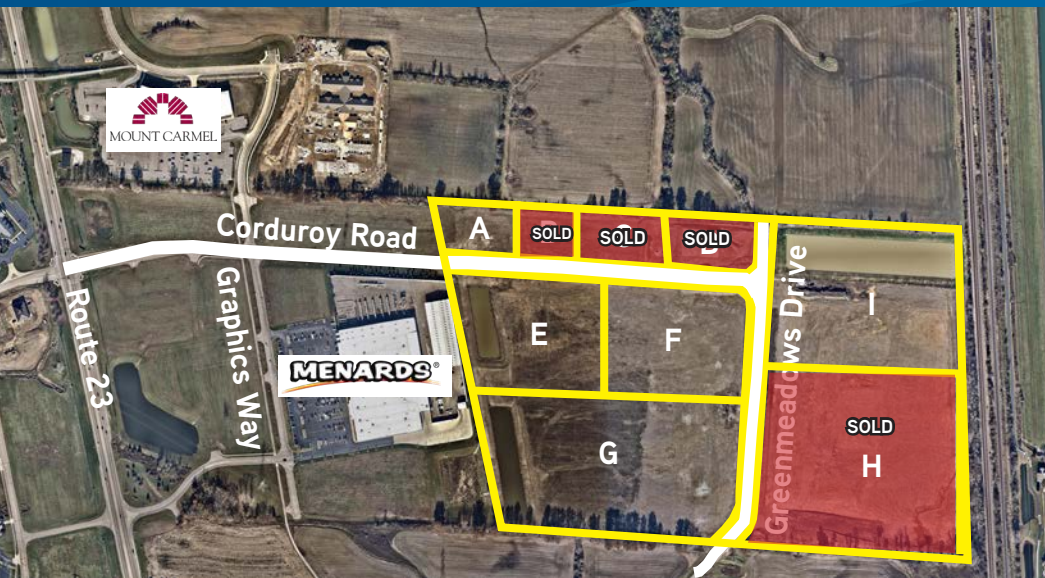 MOUNT CARMEL
Corduroy Road
A
SOLD
SOLD
SOLD
Route 23
Graphics Way
MENARDS®
E
F
Greenmeadows Drive
I
G
SOLD
H